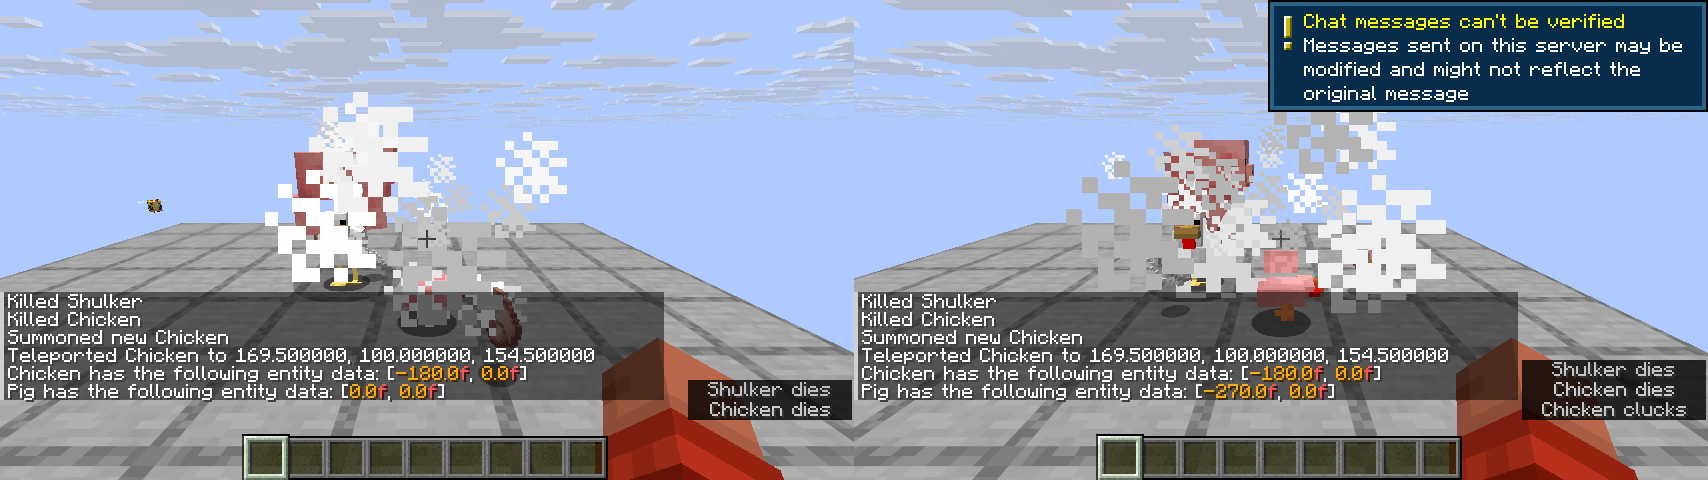 Killed Shulker
Killed Chicken
Summoned new Chicken
Teleported Chicken to 169.500000, 100.000000, 154.500000
Chicken has the following entity data: [-180.0f, 0.0f]
Pig has the following entity data: [0.0f, 0.0f]
Shulker dies
Chicken dies
Chat messages can't be verified
Messages sent on this server may be
modified and might not reflect the
original message
Killed Shulker
Killed Chicken
Summoned new Chicken
Teleported Chicken to 169.500000, 100.000000, 154.500000
Chicken has the following entity data: [-180.0f, 0.0f]
Pig has the following entity data: [-270.0f, 0.0f]
Shulker dies
Chicken dies
Chicken clucks